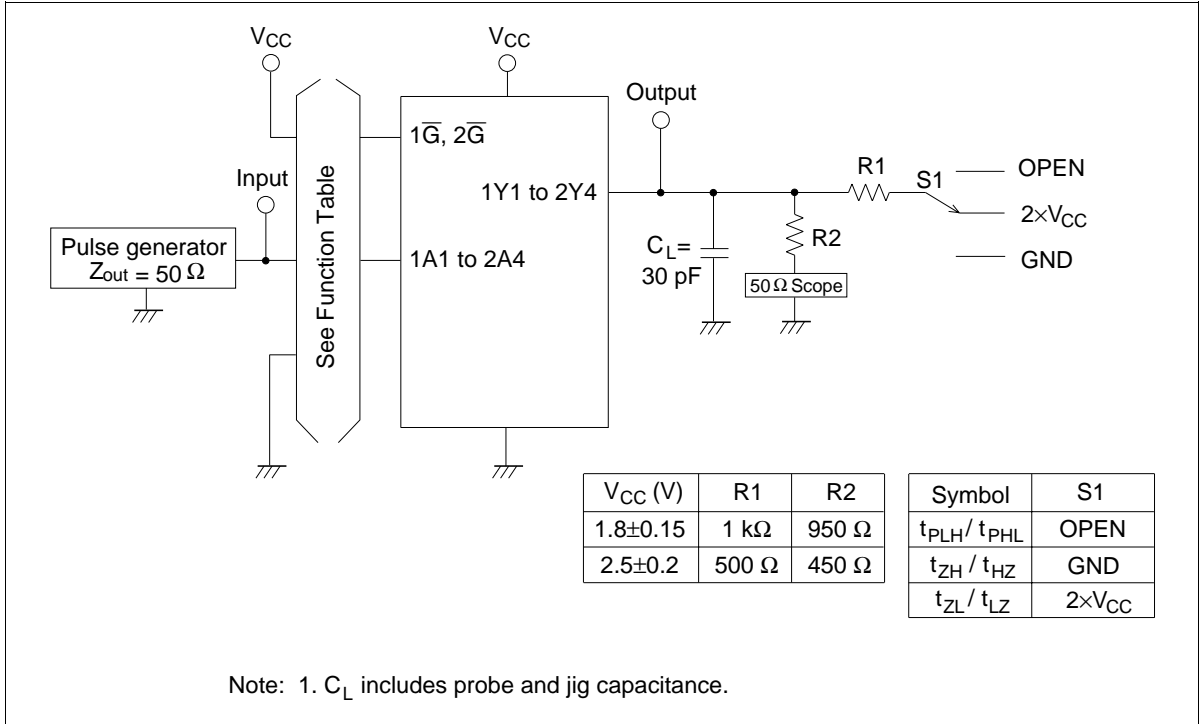 VCC
VCC
Output
Input
Pulse generator
Zout = 50 Ω
See Function Table
1G̅, 2G̅
1Y1 to 2Y4
1A1 to 2A4
CL=
30 pF
R2
50 Ω Scope
R1
S1
OPEN
2×VCC
GND
VCC (V) R1 R2
1.8±0.15 1 kΩ 950 Ω
2.5±0.2 500 Ω 450 Ω
Symbol S1
tPLH / tPHL OPEN
tZH / tHZ GND
tZL / tLZ 2×VCC
Note: 1. CL includes probe and jig capacitance.